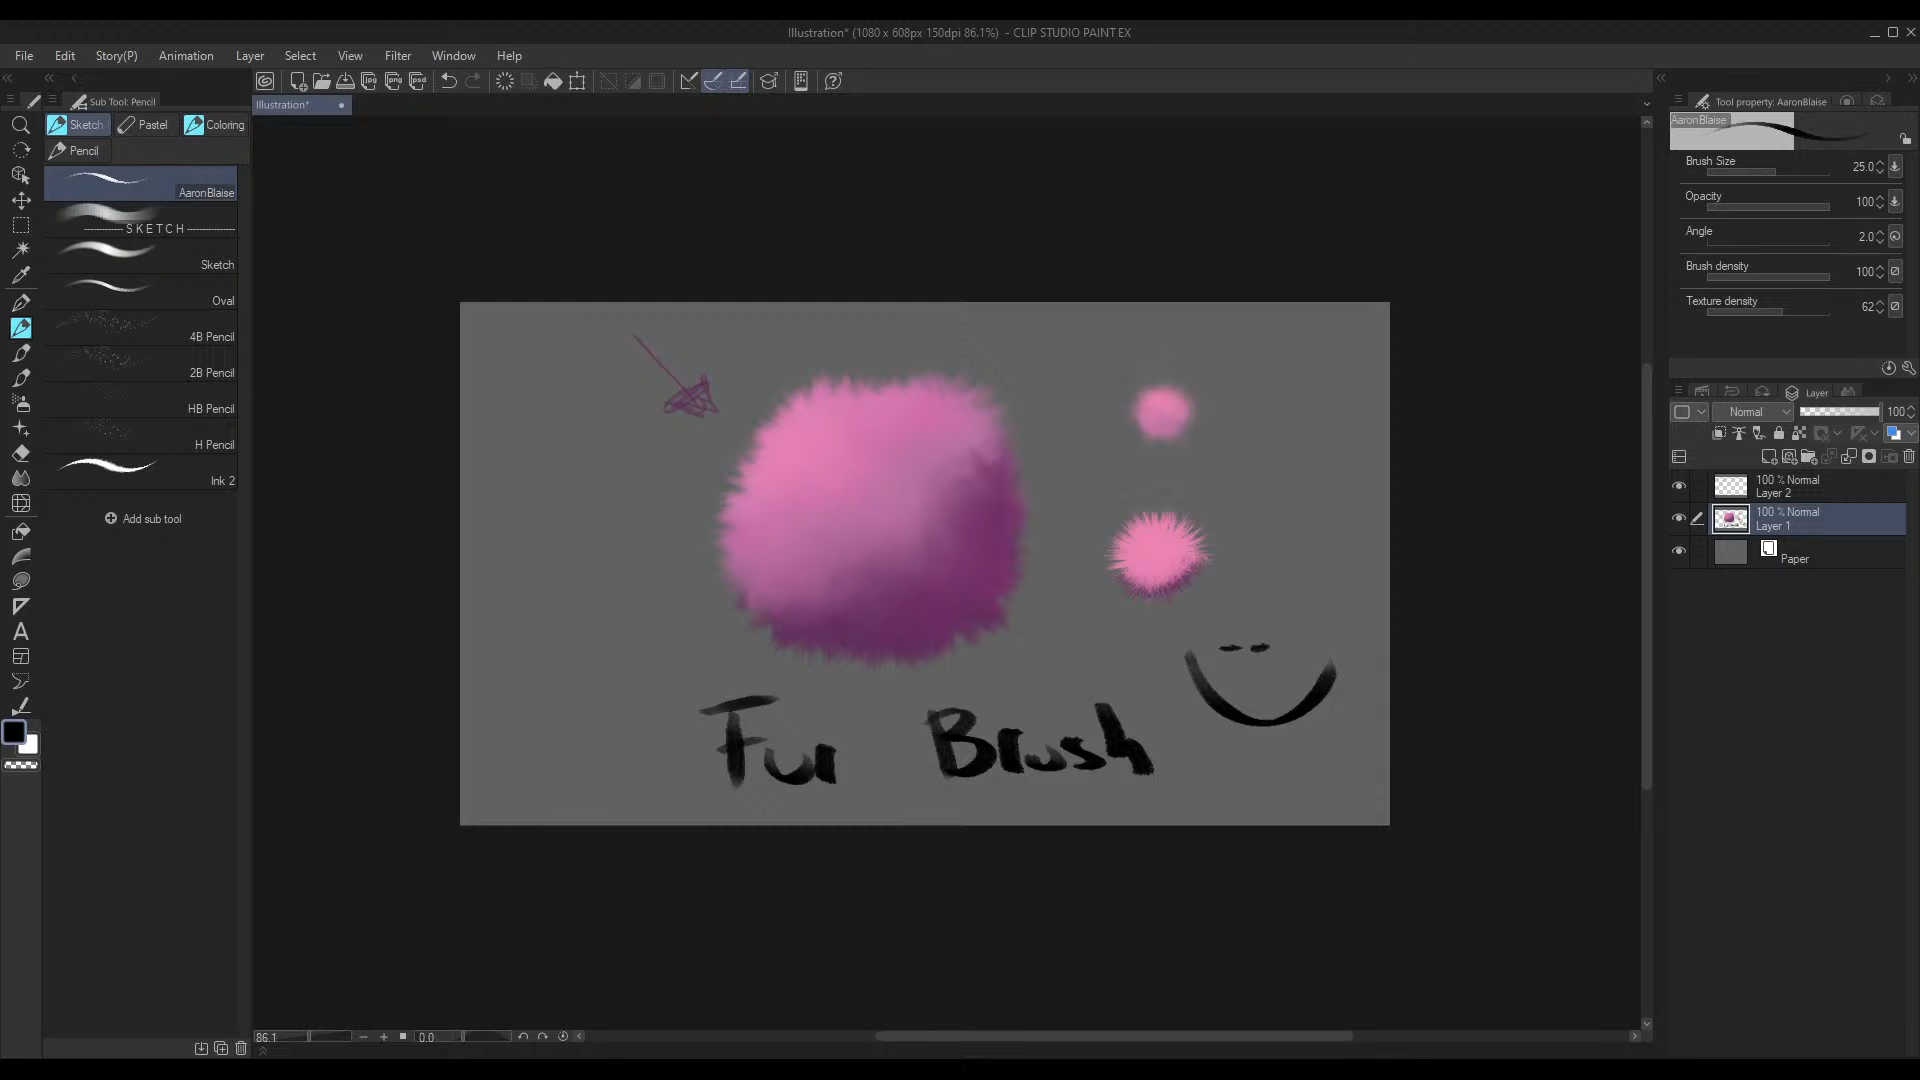 Illustration* (1080 x 608px 150dpi 86.1%) - CLIP STUDIO PAINT EX
File Edit Story(P) Animation Layer Select View Filter Window Help
Sub Tool: Pencil
Illustration*
Tool property: AaronBlaise
Sketch Pastel Coloring
Pencil
AaronBlaise
SKETCH
Sketch
Oval
4B Pencil
2B Pencil
HB Pencil
H Pencil
Ink 2
Add sub tool
Fur Brush
86.1 0.0
AaronBlaise
Brush Size 25.0
Opacity 100
Angle 2.0
Brush density 100
Texture density 62
Layer
Normal 100
100 % Normal
Layer 2
100 % Normal
Layer 1
Paper